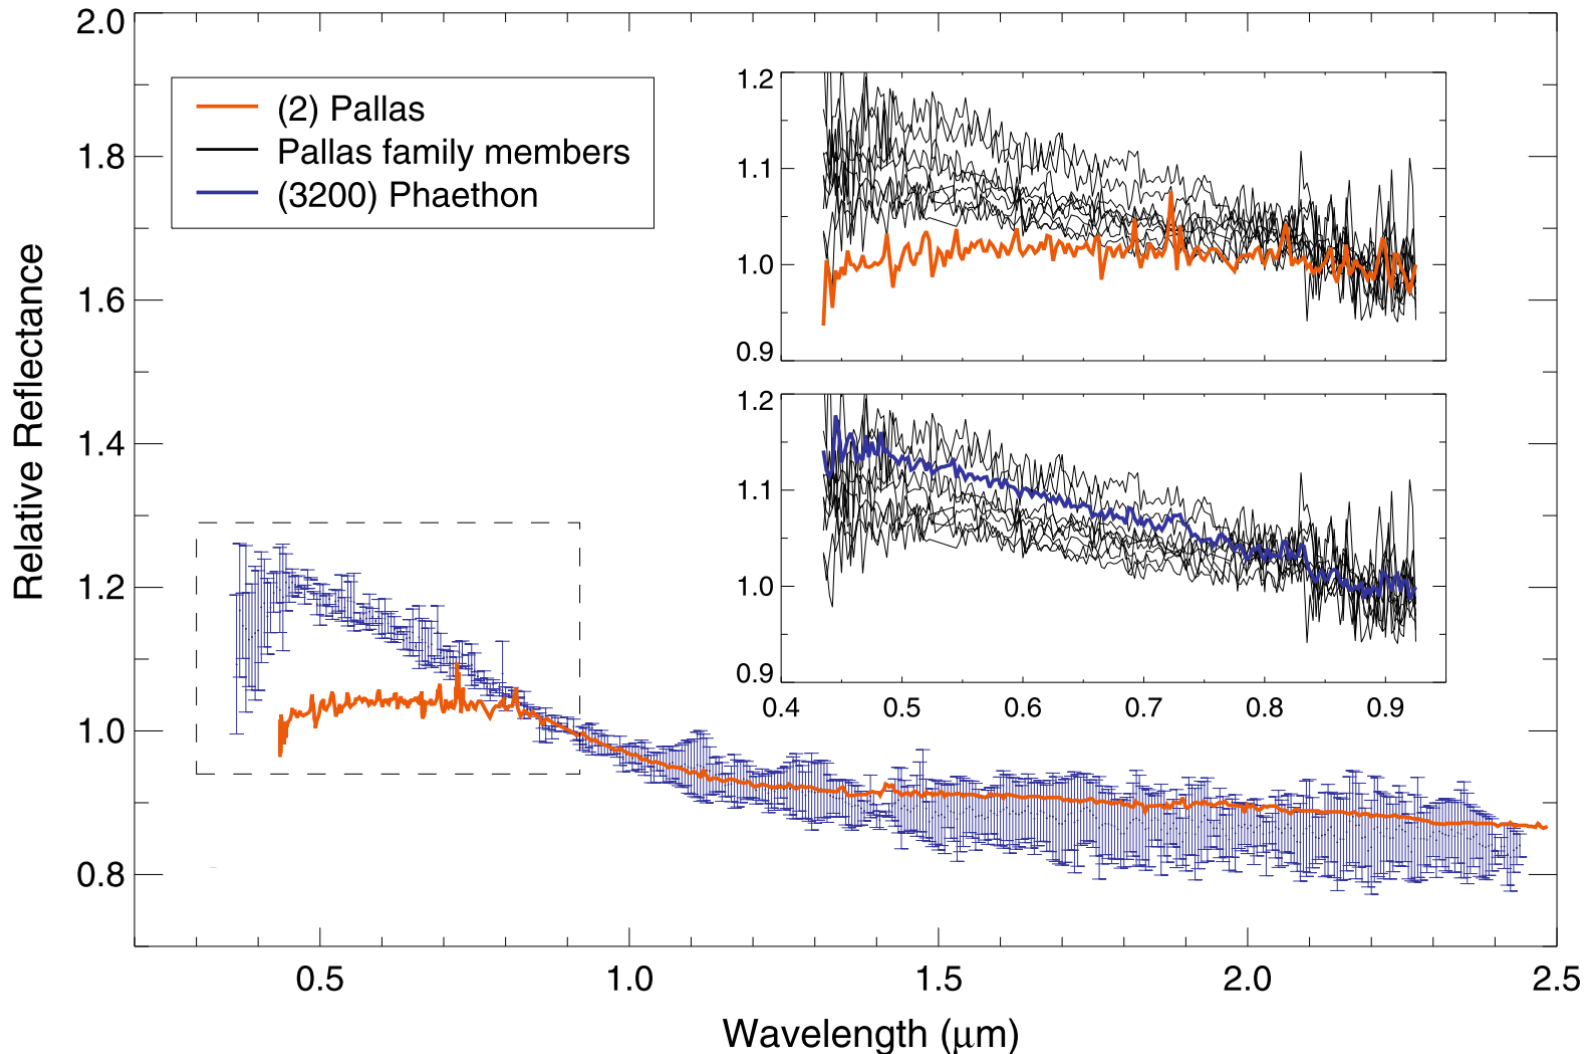 2.0
1.8
1.6
1.4
1.2
1.0
0.8
Relative Reflectance
(2) Pallas
Pallas family members
(3200) Phaethon
1.2
1.1
1.0
0.9
1.2
1.1
1.0
0.9
0.4 0.5 0.6 0.7 0.8 0.9
0.5 1.0 1.5 2.0 2.5
Wavelength (μm)